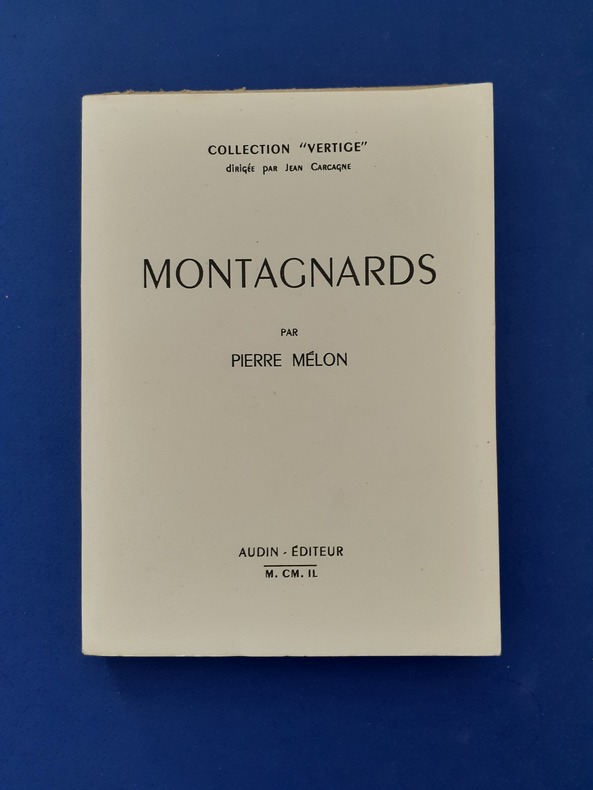 COLLECTION "VERTIGE"
dirigée par Jean Carcagne
MONTAGNARDS
PAR
PIERRE MÉLON
AUDIN - ÉDITEUR
M. CM. IL